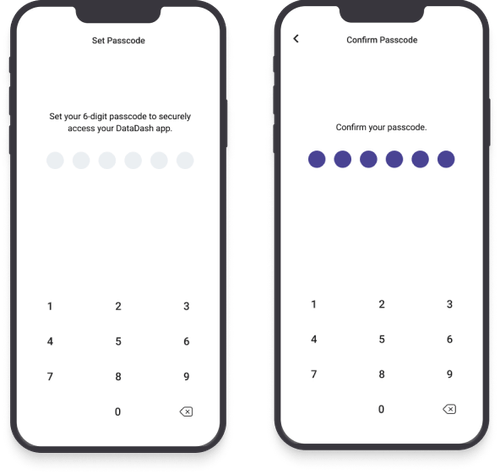 Set Passcode
Set your 6-digit passcode to securely
access your DataDash app.
1 2 3
4 5 6
7 8 9
0
Confirm Passcode
Confirm your passcode.
1 2 3
4 5 6
7 8 9
0